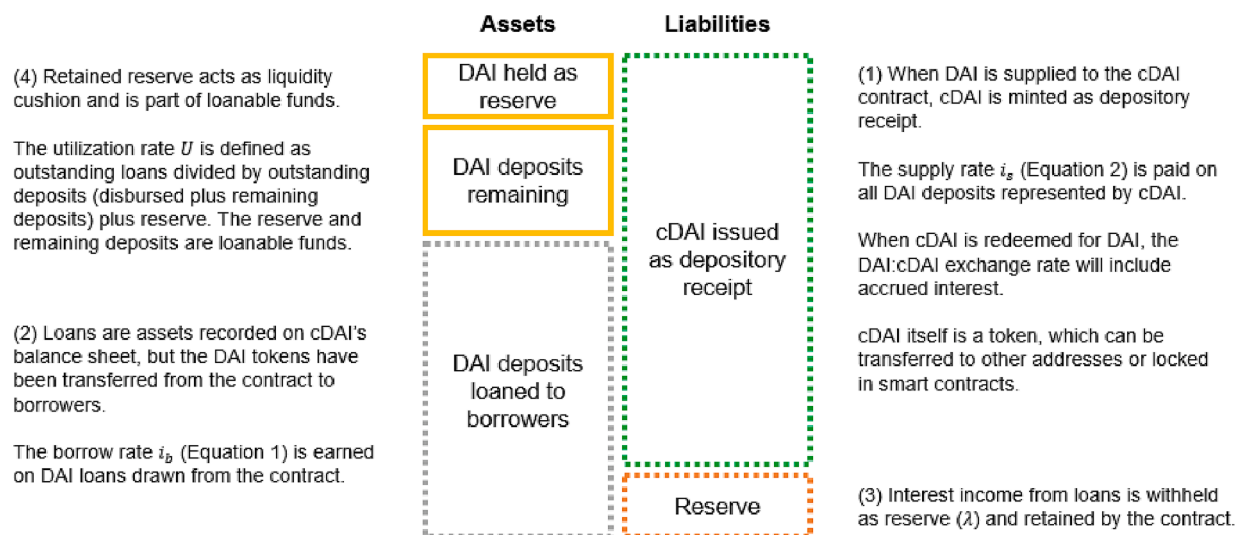 Assets
Liabilities
(4) Retained reserve acts as liquidity
cushion and is part of loanable funds.
The utilization rate U is defined as
outstanding loans divided by outstanding
deposits (disbursed plus remaining
deposits) plus reserve. The reserve and
remaining deposits are loanable funds.
(2) Loans are assets recorded on cDAI's
balance sheet, but the DAI tokens have
been transferred from the contract to
borrowers.
The borrow rate i_b (Equation 1) is earned
on DAI loans drawn from the contract.
DAI held as
reserve
DAI deposits
remaining
DAI deposits
loaned to
borrowers
cDAI issued
as depository
receipt
Reserve
(1) When DAI is supplied to the cDAI
contract, cDAI is minted as depository
receipt.
The supply rate i_s (Equation 2) is paid on
all DAI deposits represented by cDAI.
When cDAI is redeemed for DAI, the
DAI:cDAI exchange rate will include
accrued interest.
cDAI itself is a token, which can be
transferred to other addresses or locked
in smart contracts.
(3) Interest income from loans is withheld
as reserve (λ) and retained by the contract.